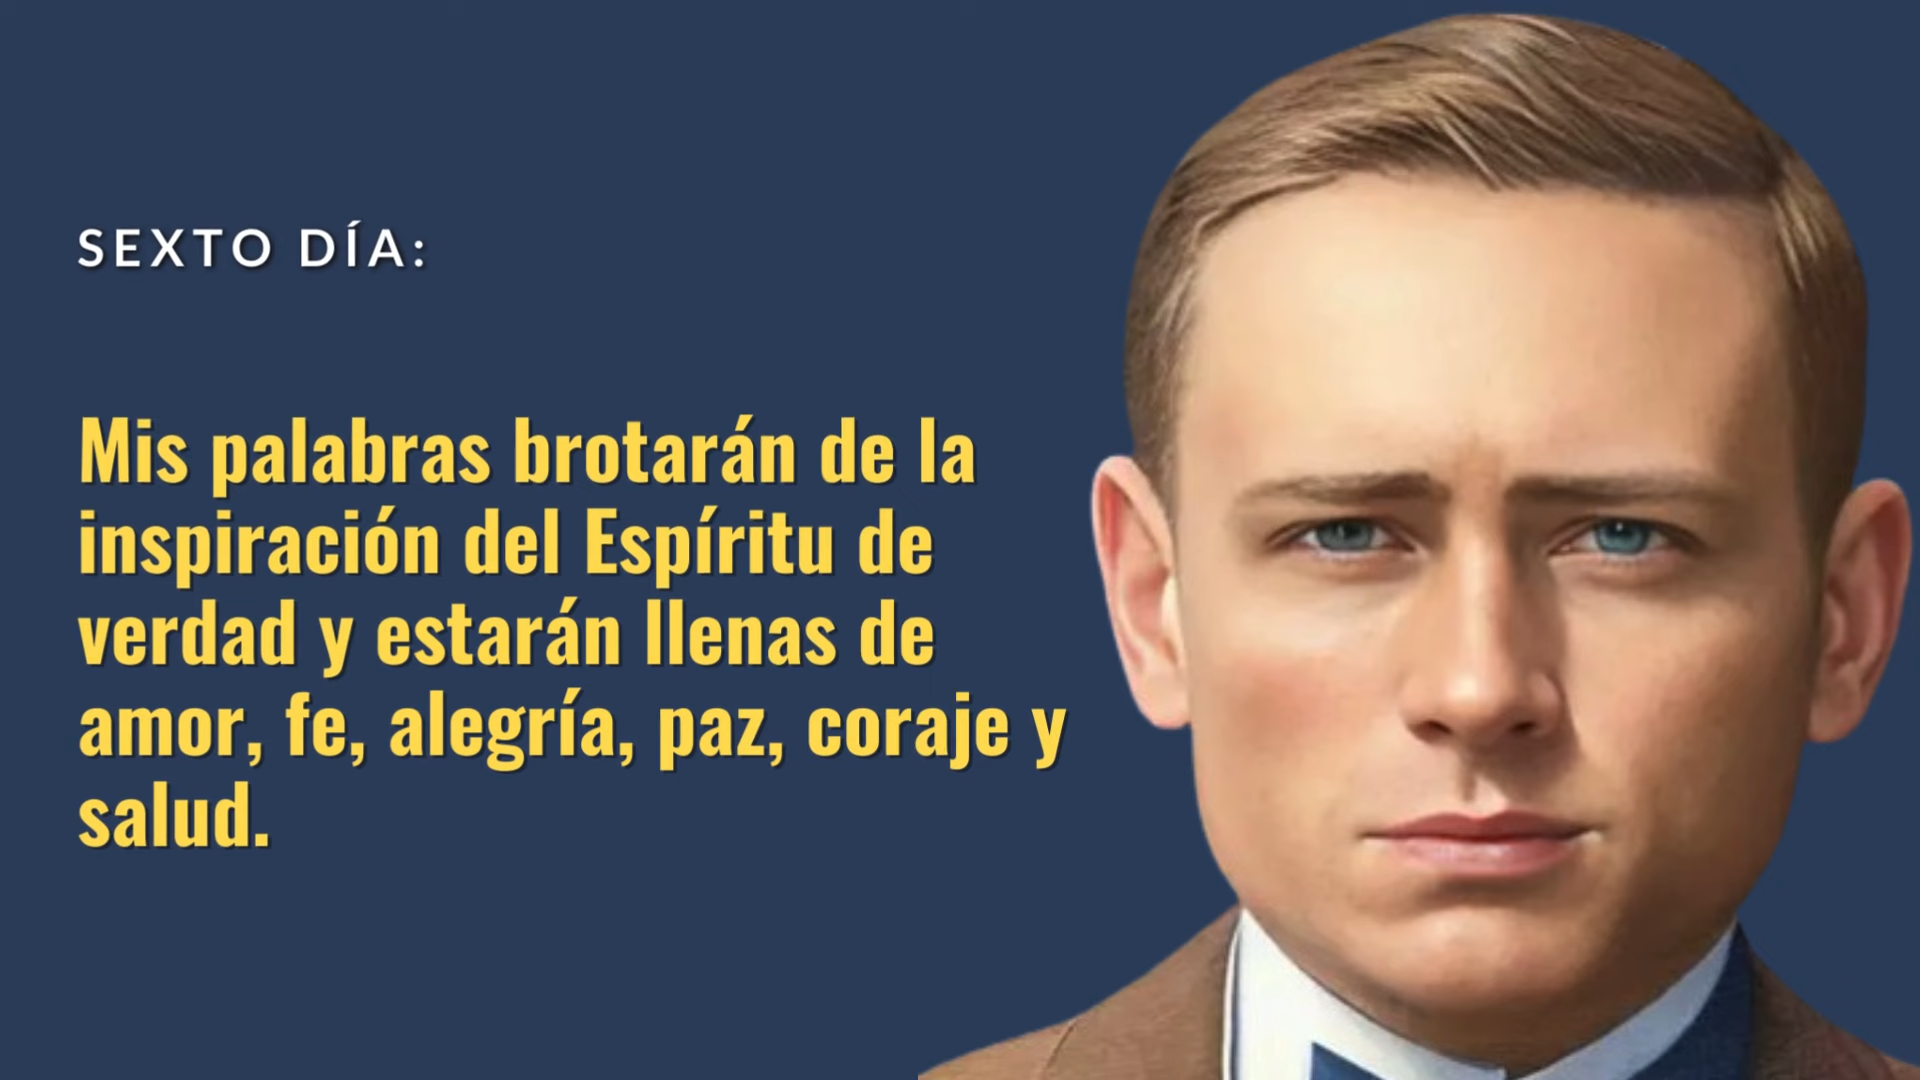 SEXTO DÍA:
Mis palabras brotarán de la
inspiración del Espíritu de
verdad y estarán llenas de
amor, fe, alegría, paz, coraje y
salud.